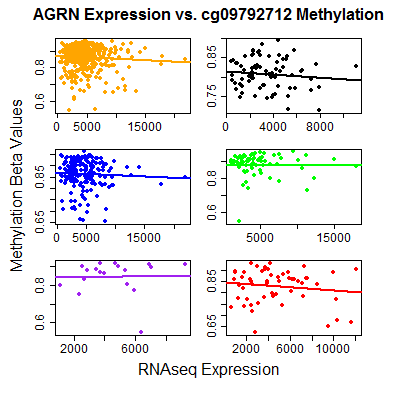 AGRN Expression vs. cg09792712 Methylation
Methylation Beta Values
0.6 0.8
0 5000 15000
0.75 0.85
0 4000 8000
0.65 0.85
0 5000 15000
0.6 0.8
5000 15000
0.6 0.8
2000 6000
0.65 0.85
2000 6000 10000
RNAseq Expression